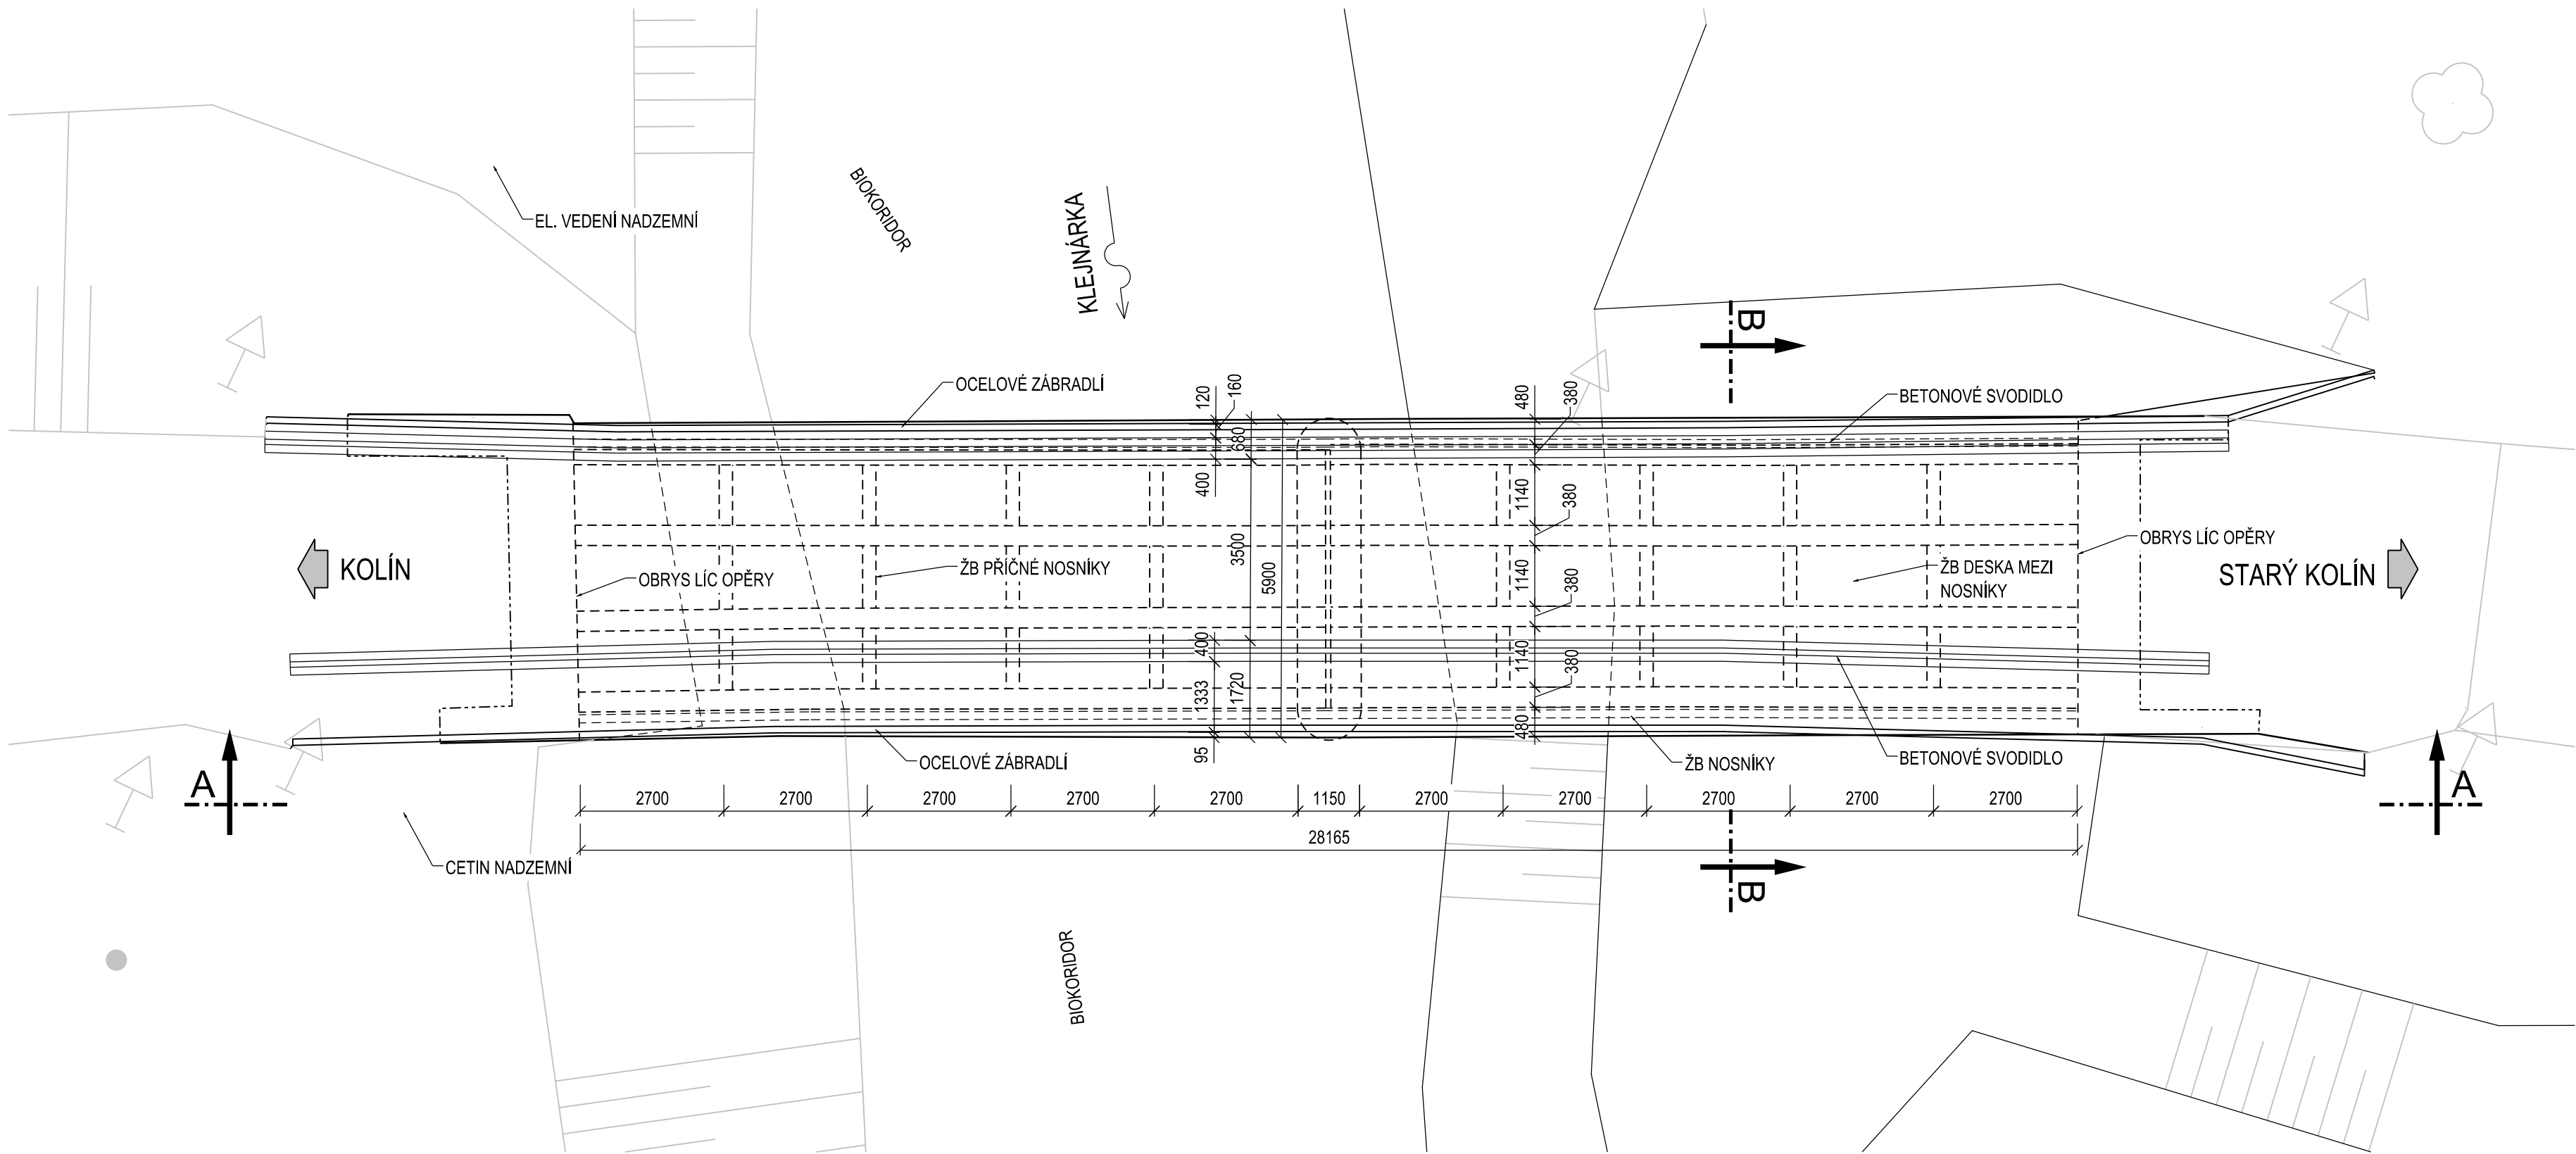 EL. VEDENÍ NADZEMNÍ
BIOKORIDOR
KLEJNÁRKA
B
OCELOVÉ ZÁBRADLÍ
120
160
680
400
480
380
BETONOVÉ SVODIDLO
1140
380
3500
5900
1140
380
1140
380
480
400
1333
1720
95
KOLÍN
OBRYS LÍC OPĚRY
ŽB PŘÍČNÉ NOSNÍKY
ŽB DESKA MEZI
NOSNÍKY
OBRYS LÍC OPĚRY
STARÝ KOLÍN
OCELOVÉ ZÁBRADLÍ
ŽB NOSNÍKY
BETONOVÉ SVODIDLO
A
A
2700
2700
2700
2700
2700
1150
2700
2700
2700
2700
2700
28165
CETIN NADZEMNÍ
B
BIOKORIDOR